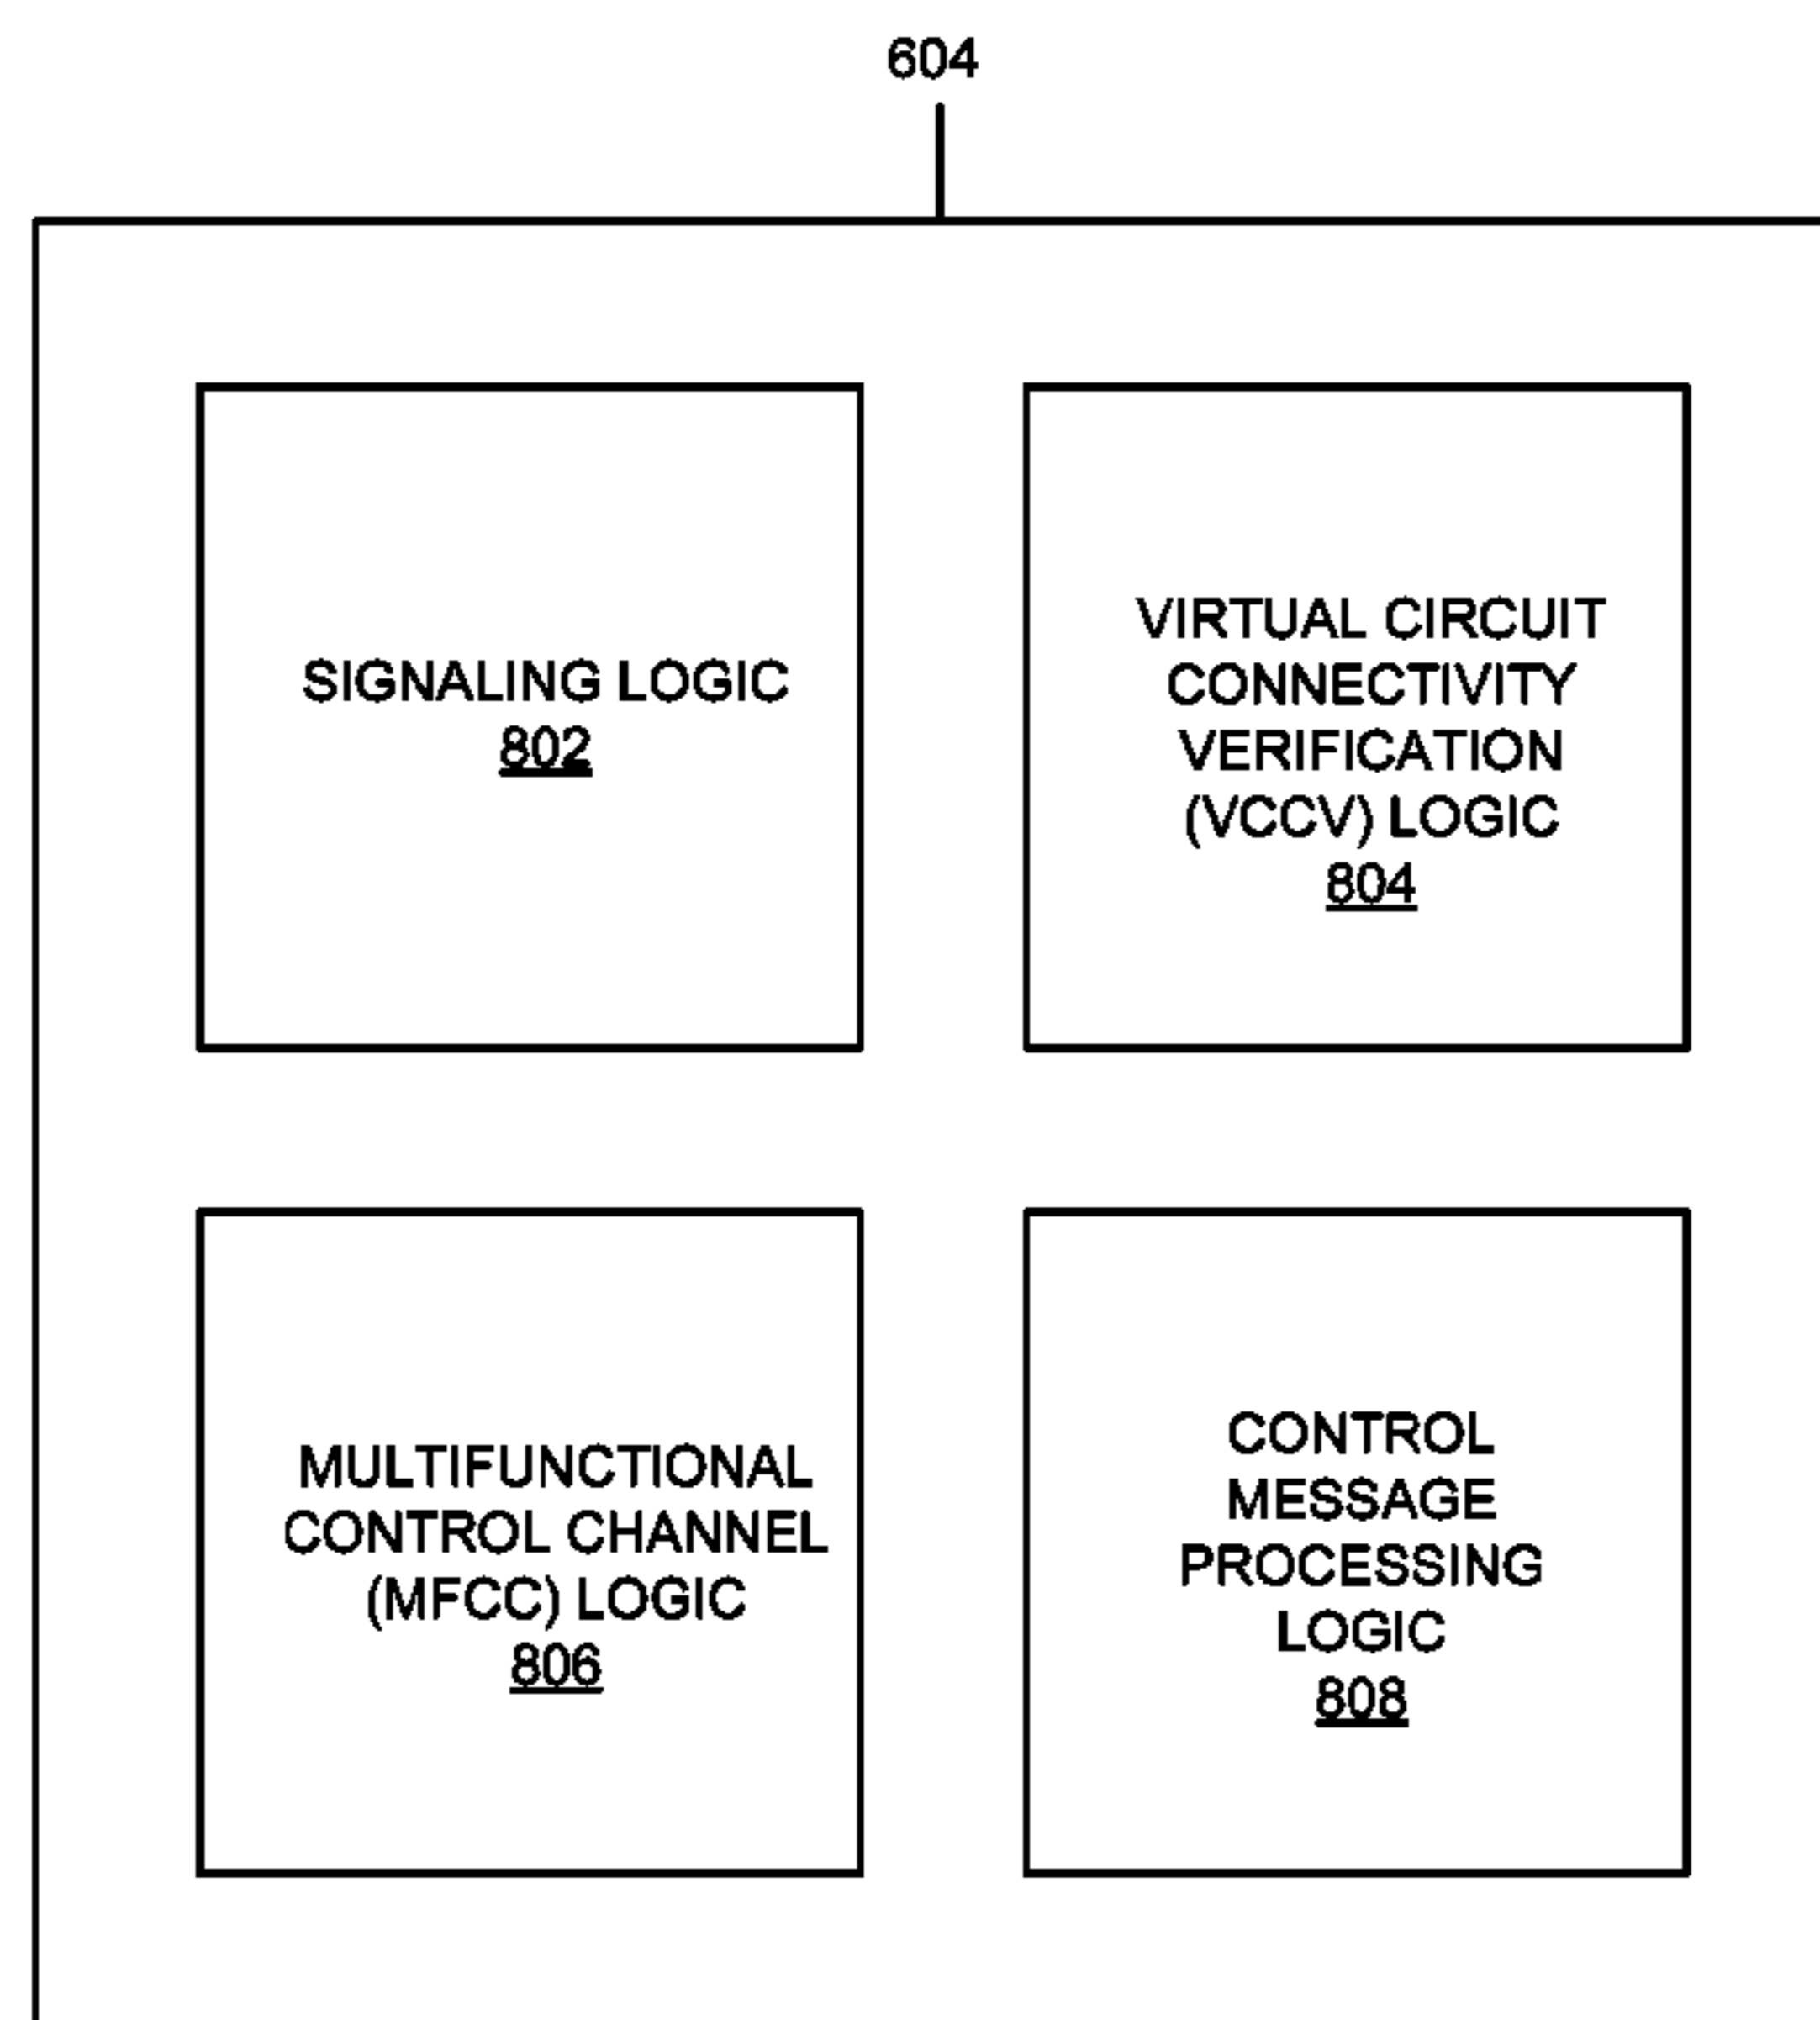 604
SIGNALING LOGIC
802
VIRTUAL CIRCUIT
CONNECTIVITY
VERIFICATION
(VCCV) LOGIC
804
MULTIFUNCTIONAL
CONTROL CHANNEL
(MFCC) LOGIC
806
CONTROL
MESSAGE
PROCESSING
LOGIC
808